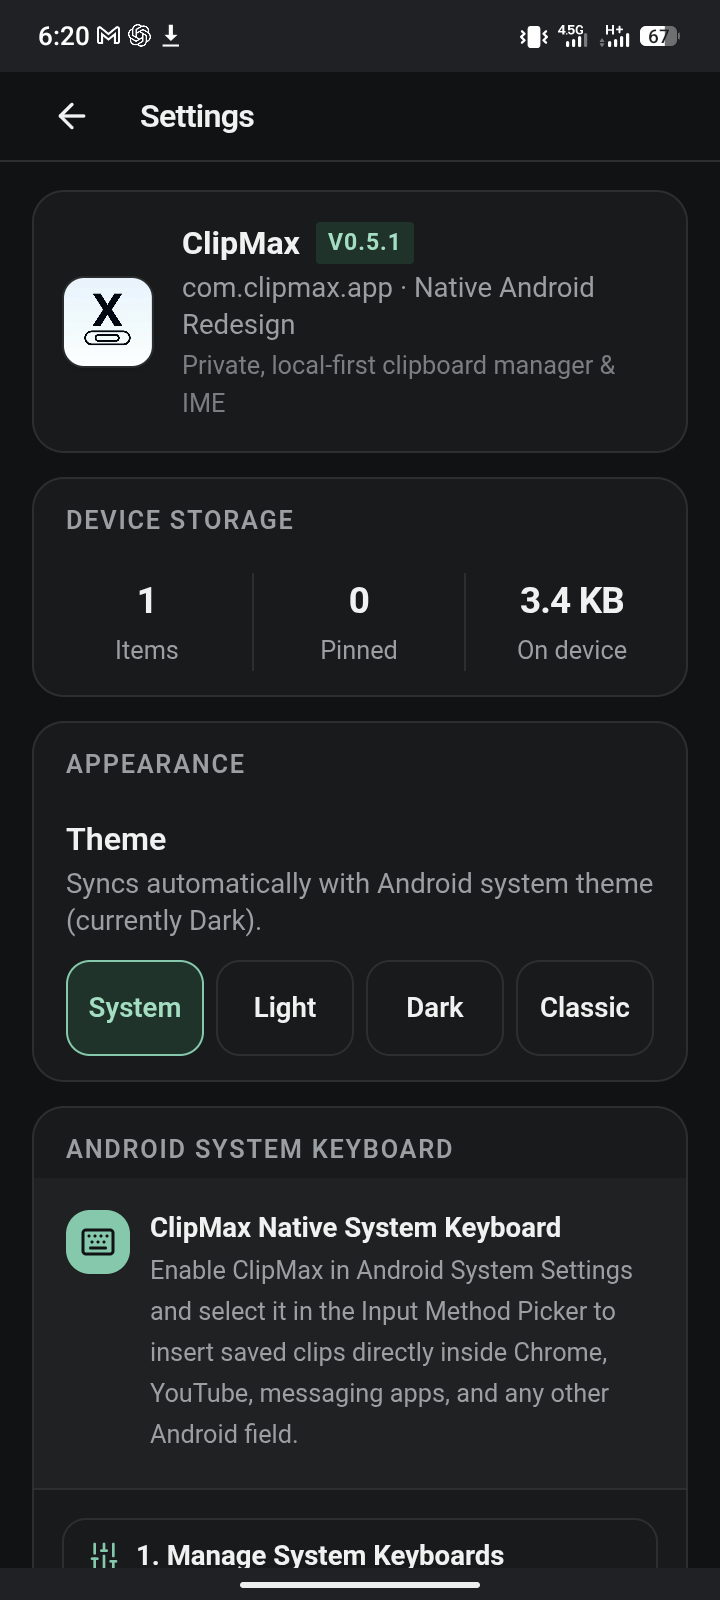 6:20
4.5G H+ 67
Settings
ClipMax V0.5.1
com.clipmax.app · Native Android
Redesign
Private, local-first clipboard manager &
IME
X
DEVICE STORAGE
1 0 3.4 KB
Items Pinned On device
APPEARANCE
Theme
Syncs automatically with Android system theme
(currently Dark).
System Light Dark Classic
ANDROID SYSTEM KEYBOARD
ClipMax Native System Keyboard
Enable ClipMax in Android System Settings
and select it in the Input Method Picker to
insert saved clips directly inside Chrome,
YouTube, messaging apps, and any other
Android field.
1. Manage System Keyboards